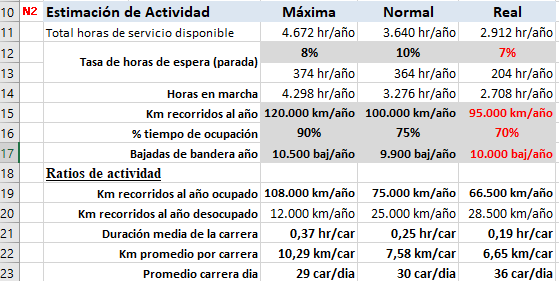 10 N2 Estimación de Actividad Máxima Normal Real
11 Total horas de servicio disponible 4.672 hr/año 3.640 hr/año 2.912 hr/año
12 Tasa de horas de espera (parada) 8% 10% 7%
13 374 hr/año 364 hr/año 204 hr/año
14 Horas en marcha 4.298 hr/año 3.276 hr/año 2.708 hr/año
15 Km recorridos al año 120.000 km/año 100.000 km/año 95.000 km/año
16 % tiempo de ocupación 90% 75% 70%
17 Bajadas de bandera año 10.500 baj/año 9.900 baj/año 10.000 baj/año
18 Ratios de actividad
19 Km recorridos al año ocupado 108.000 km/año 75.000 km/año 66.500 km/año
20 Km recorridos al año desocupado 12.000 km/año 25.000 km/año 28.500 km/año
21 Duración media de la carrera 0,37 hr/car 0,25 hr/car 0,19 hr/car
22 Km promedio por carrera 10,29 km/car 7,58 km/car 6,65 km/car
23 Promedio carrera dia 29 car/dia 30 car/dia 36 car/dia